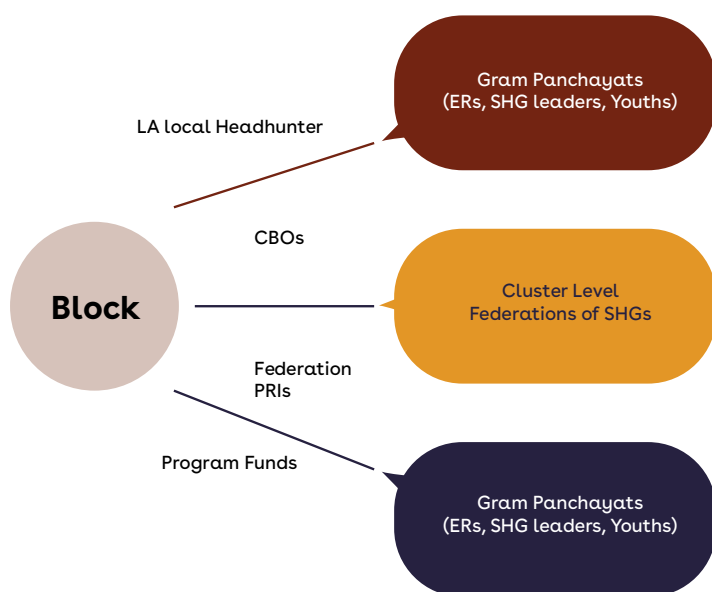 Gram Panchayats
(ERs, SHG leaders, Youths)
LA local Headhunter
CBOs
Block
Cluster Level
Federations of SHGs
Federation
PRIs
Program Funds
Gram Panchayats
(ERs, SHG leaders, Youths)